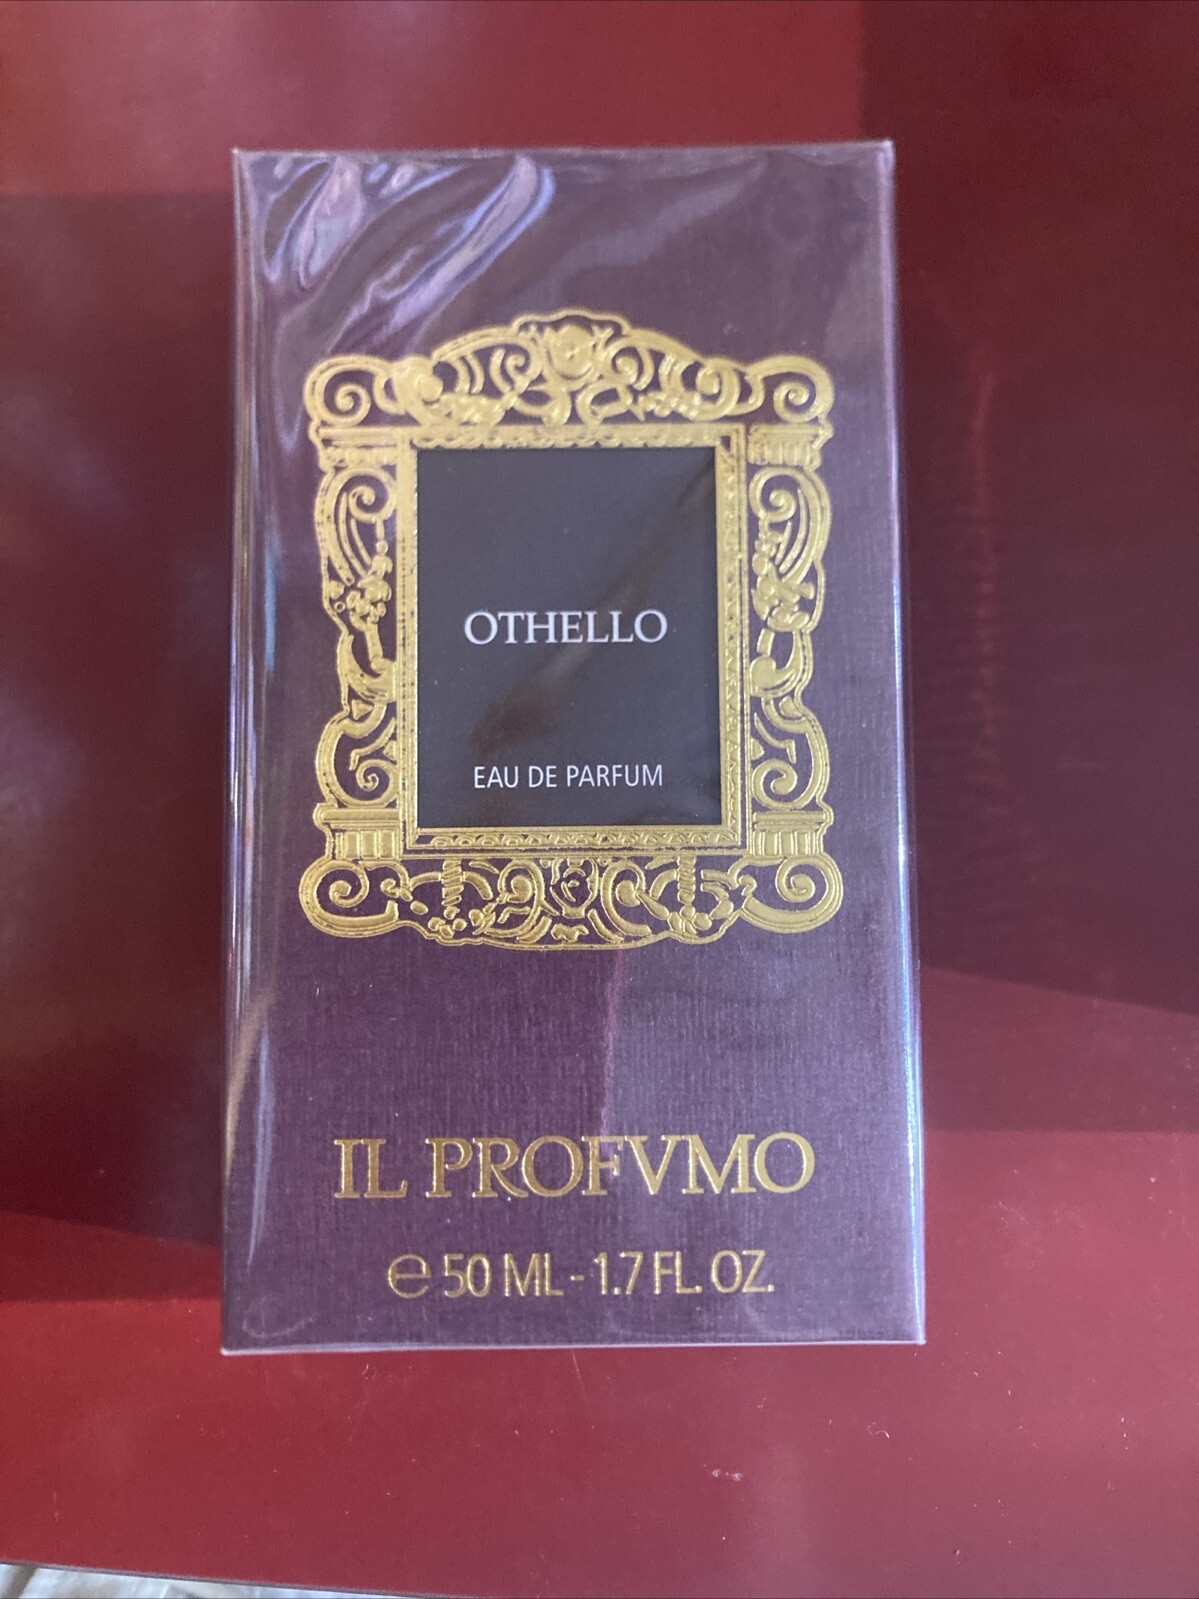 OTHELLO
EAU DE PARFUM
IL PROFVMO
℮ 50 ML - 1.7 FL. OZ.